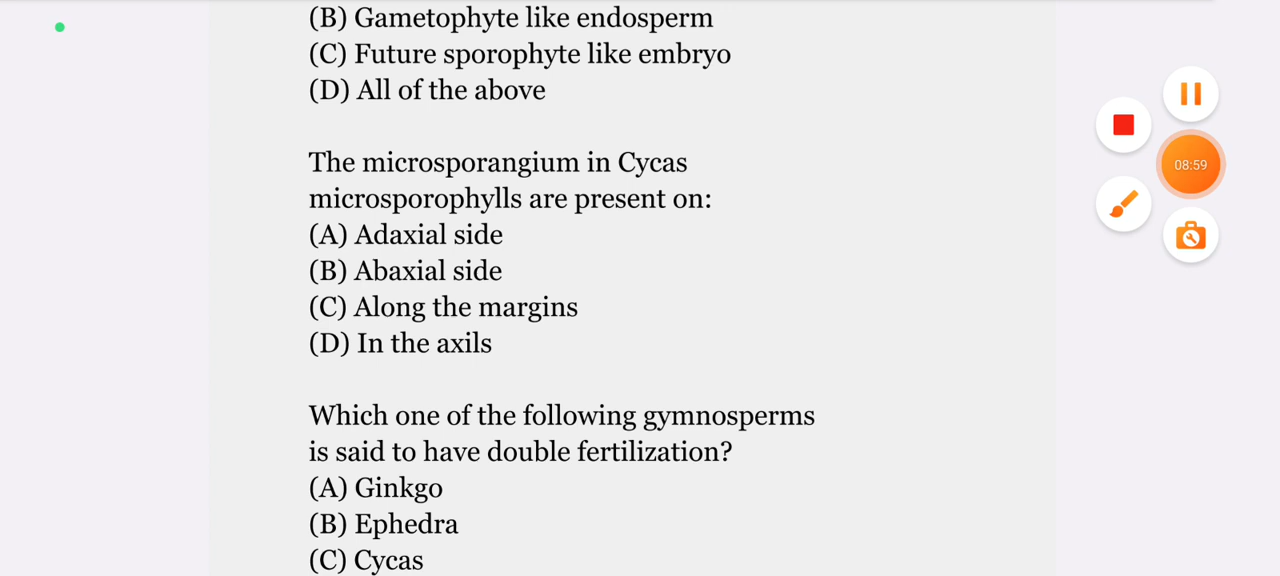 (B) Gametophyte like endosperm
(C) Future sporophyte like embryo
(D) All of the above
The microsporangium in Cycas
microsporophylls are present on:
(A) Adaxial side
(B) Abaxial side
(C) Along the margins
(D) In the axils
Which one of the following gymnosperms
is said to have double fertilization?
(A) Ginkgo
(B) Ephedra
(C) Cycas
08:59